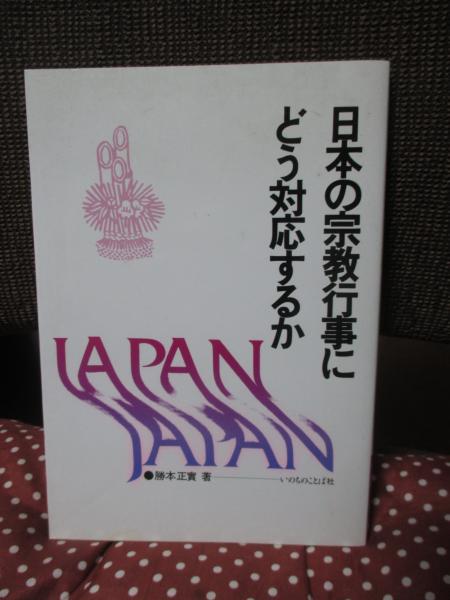 日本の宗教行事に
どう対応するか
JAPAN
JAPAN
●勝本正實 著
いのちのことば社